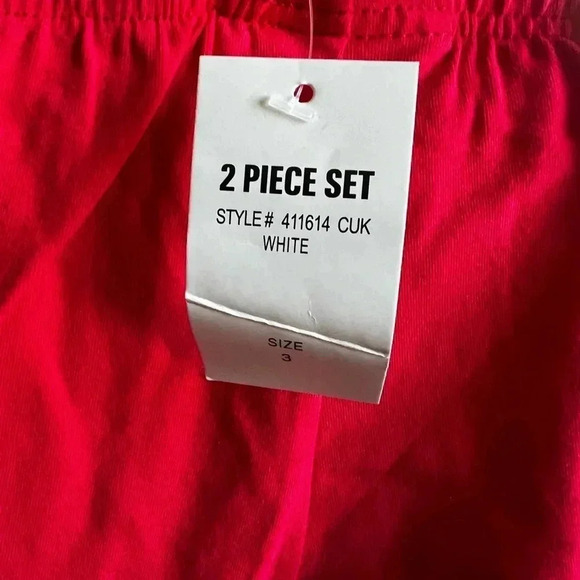 2 PIECE SET
STYLE# 411614 CUK
WHITE
SIZE
3